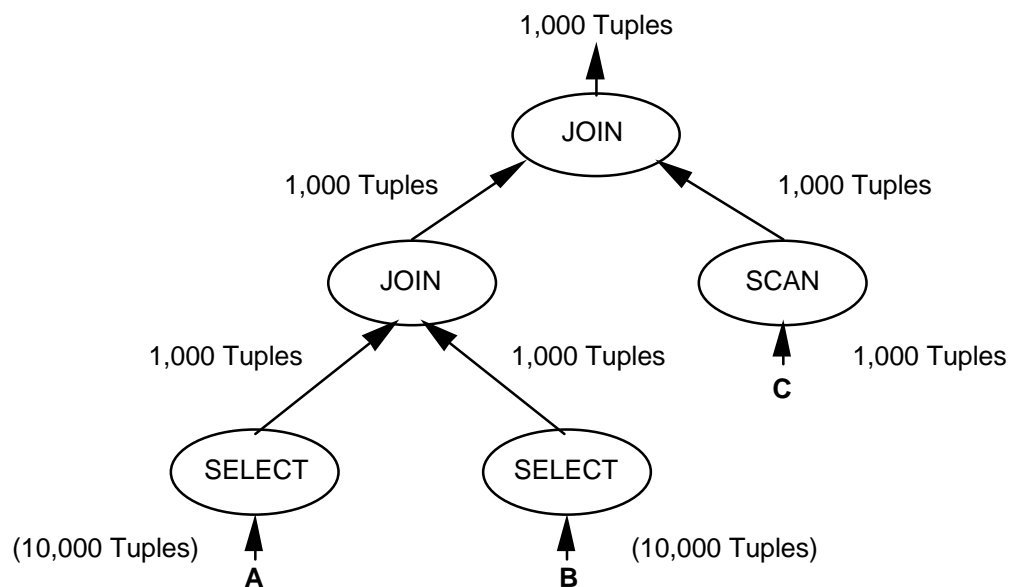 1,000 Tuples
JOIN
1,000 Tuples
1,000 Tuples
JOIN
SCAN
1,000 Tuples
1,000 Tuples
1,000 Tuples
C
SELECT
SELECT
(10,000 Tuples)
(10,000 Tuples)
A
B